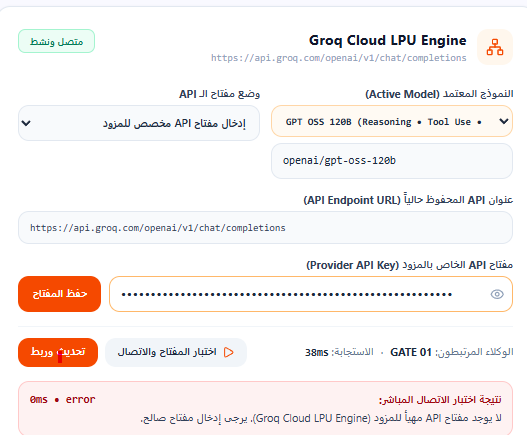 Groq Cloud LPU Engine
متصل ونشط
https://api.groq.com/openai/v1/chat/completions
النموذج المعتمد (Active Model)
وضع مفتاح الـ API
GPT OSS 120B (Reasoning • Tool Use •
إدخال مفتاح API مخصص للمزود
openai/gpt-oss-120b
عنوان API المحفوظ حالياً (API Endpoint URL)
https://api.groq.com/openai/v1/chat/completions
مفتاح API الخاص بالمزود (Provider API Key)
حفظ المفتاح
الوكلاء المرتبطون: GATE 01 • الاستجابة: 38ms
اختبار المفتاح والاتصال
تحديث وربط
نتيجة اختبار الاتصال المباشر:
0ms • error
لا يوجد مفتاح API مهيأ للمزود (Groq Cloud LPU Engine). يرجى إدخال مفتاح صالح.